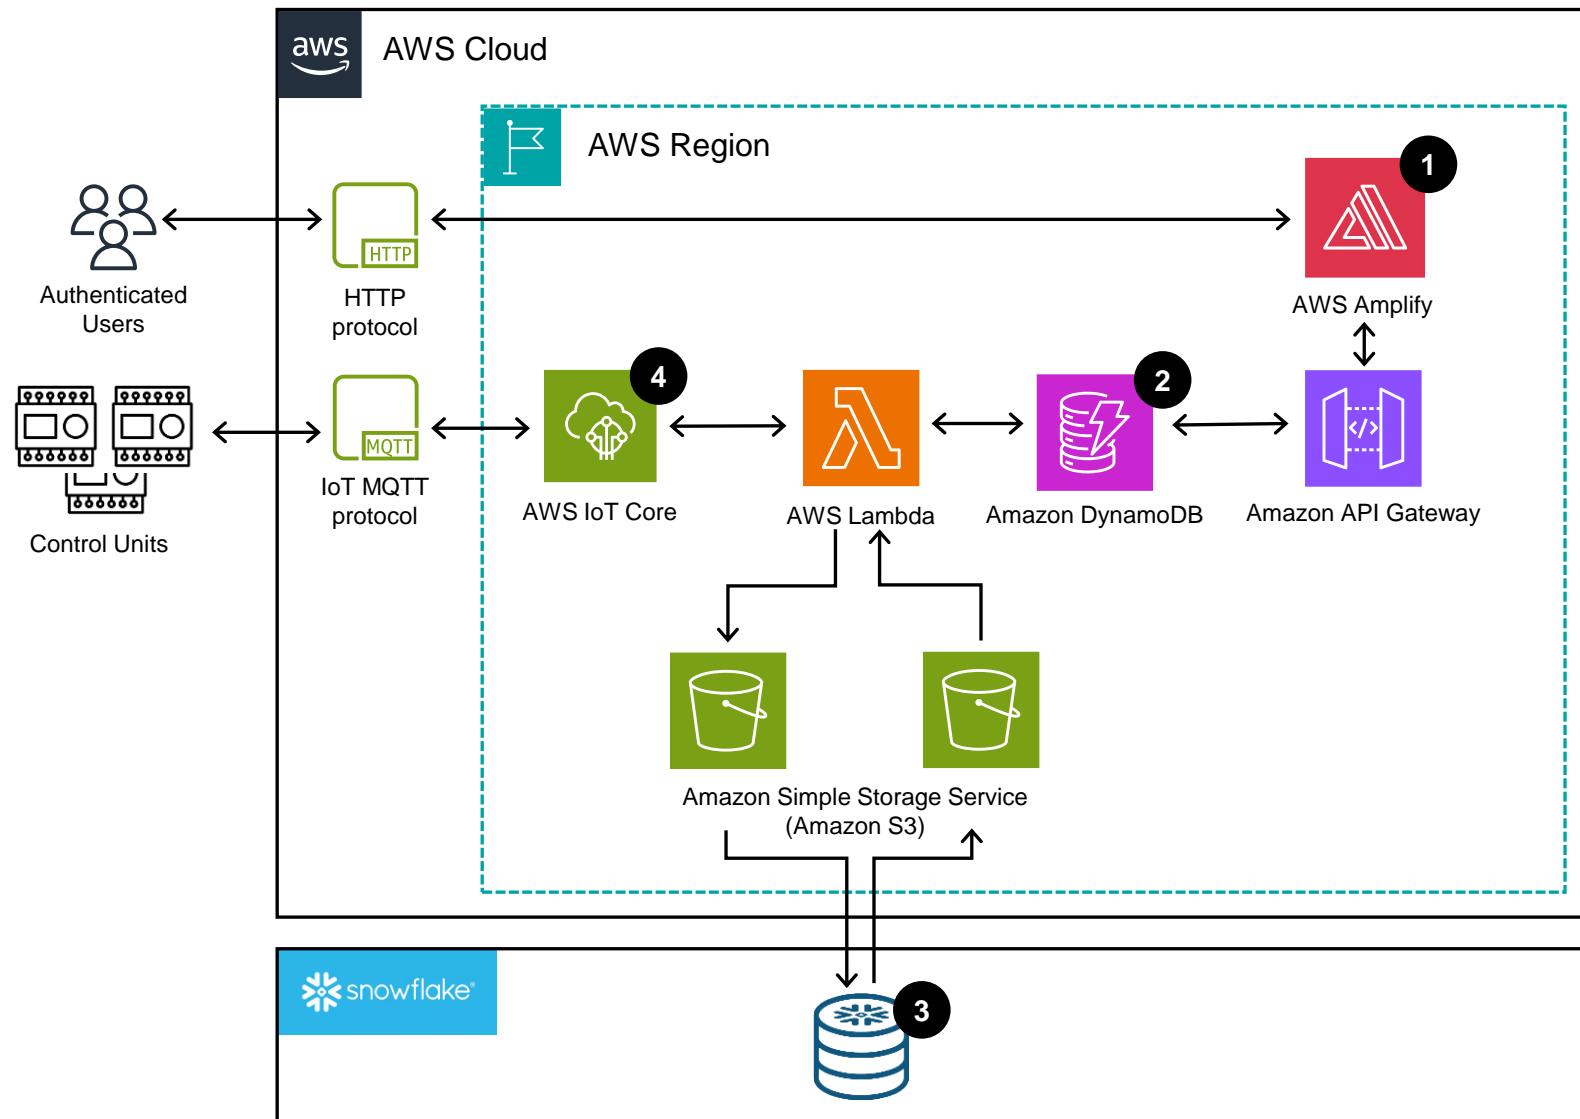 aws
AWS Cloud
AWS Region
1
Authenticated
Users
HTTP
HTTP
protocol
AWS Amplify
Control Units
MQTT
IoT MQTT
protocol
4
AWS IoT Core
AWS Lambda
2
Amazon DynamoDB
</>
Amazon API Gateway
Amazon Simple Storage Service
(Amazon S3)
snowflake®
3